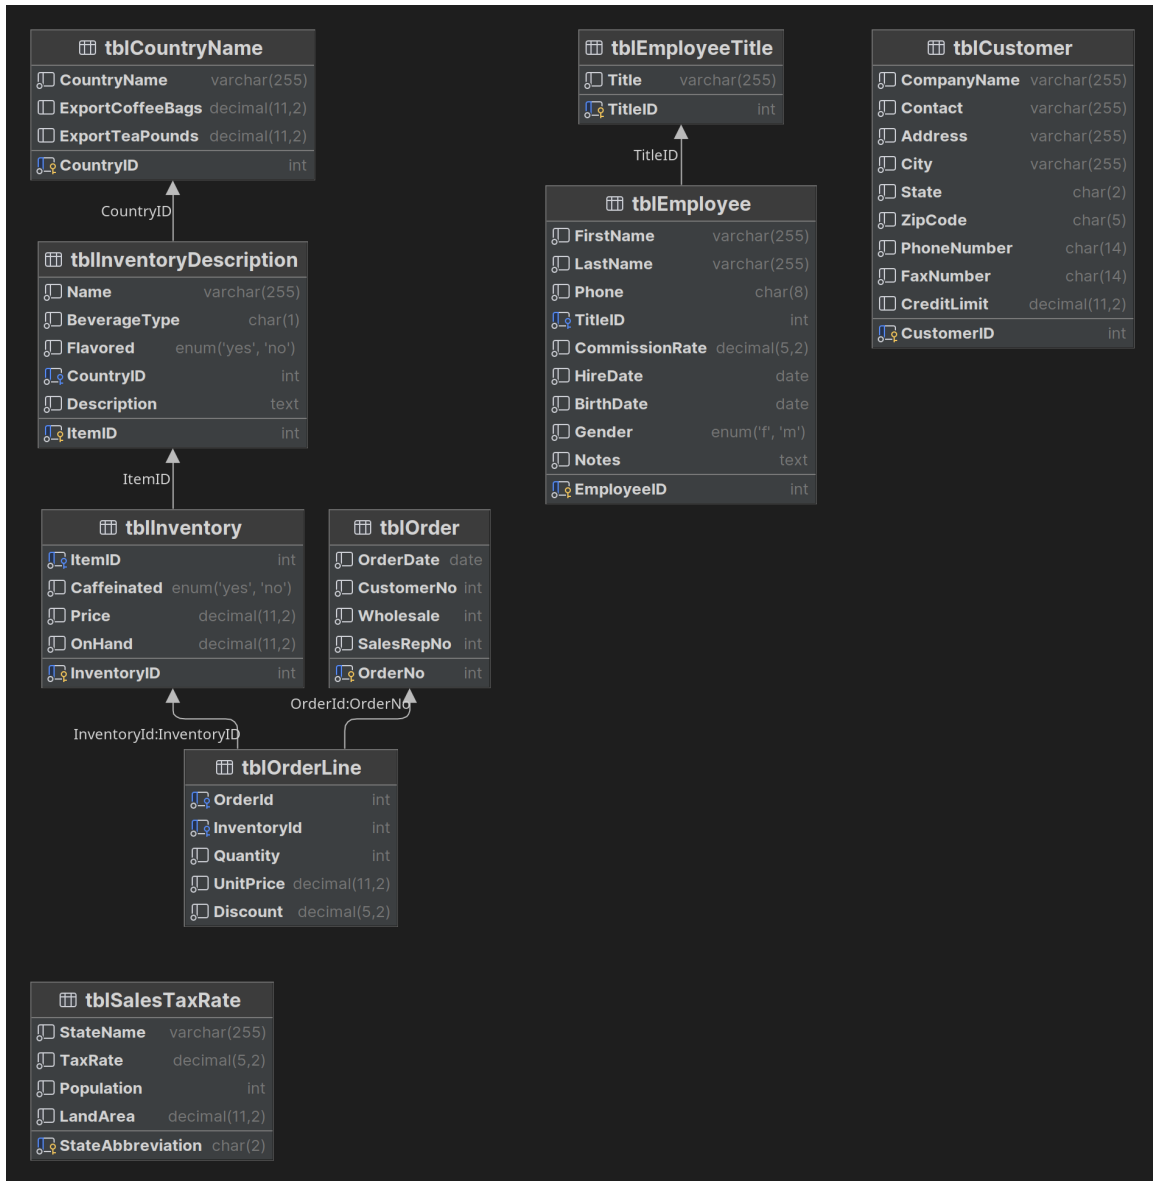 tblCountryName
CountryName varchar(255)
ExportCoffeeBags decimal(11,2)
ExportTeaPounds decimal(11,2)
CountryID int
CountryID
tblInventoryDescription
Name varchar(255)
BeverageType char(1)
Flavored enum('yes', 'no')
CountryID int
Description text
ItemID int
ItemID
tblInventory
ItemID int
Caffeinated enum('yes', 'no')
Price decimal(11,2)
OnHand decimal(11,2)
InventoryID int
tblOrder
OrderDate date
CustomerNo int
Wholesale int
SalesRepNo int
OrderNo int
OrderId:OrderNo
InventoryId:InventoryID
tblOrderLine
OrderId int
InventoryId int
Quantity int
UnitPrice decimal(11,2)
Discount decimal(5,2)
tblSalesTaxRate
StateName varchar(255)
TaxRate decimal(5,2)
Population int
LandArea decimal(11,2)
StateAbbreviation char(2)
tblEmployeeTitle
Title varchar(255)
TitleID int
TitleID
tblEmployee
FirstName varchar(255)
LastName varchar(255)
Phone char(8)
TitleID int
CommissionRate decimal(5,2)
HireDate date
BirthDate date
Gender enum('f', 'm')
Notes text
EmployeeID int
tblCustomer
CompanyName varchar(255)
Contact varchar(255)
Address varchar(255)
City varchar(255)
State char(2)
ZipCode char(5)
PhoneNumber char(14)
FaxNumber char(14)
CreditLimit decimal(11,2)
CustomerID int